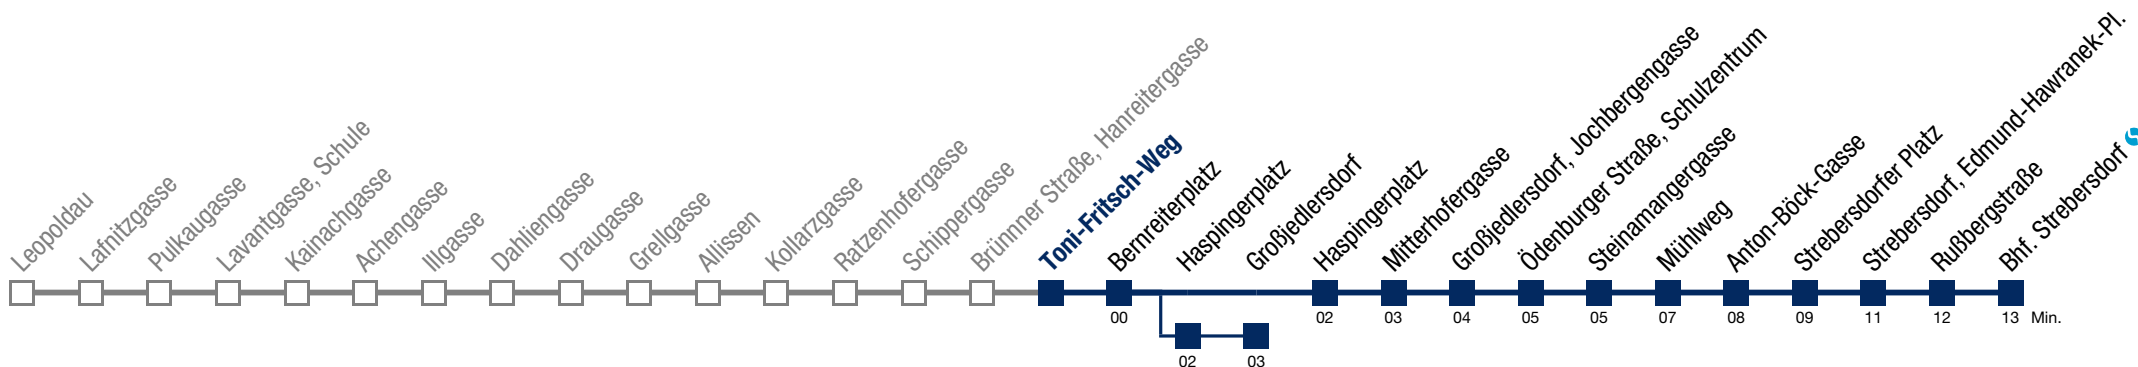 Leopoldau
Lafnitzgasse
Pulkaugasse
Lavantgasse, Schule
Kainachgasse
Achengasse
Illgasse
Dahliengasse
Draugasse
Grellgasse
Allissen
Kollarzgasse
Ratzenhofergasse
Schippergasse
Brünnner Straße, Hanreitergasse
Toni-Fritsch-Weg
Bernreiterplatz
Haspingerplatz
Großjedlersdorf
Haspingerplatz
Mitterhofergasse
Großjedlersdorf, Jochbergengasse
Ödenburger Straße, Schulzentrum
Steinamangergasse
Mühlweg
Anton-Böck-Gasse
Strebersdorfer Platz
Strebersdorf, Edmund-Hawranek-Pl.
Rußbergstraße
Bhf. Strebersdorf
00 02 03 04 05 05 07 08 09 11 12 13 Min.
02 03